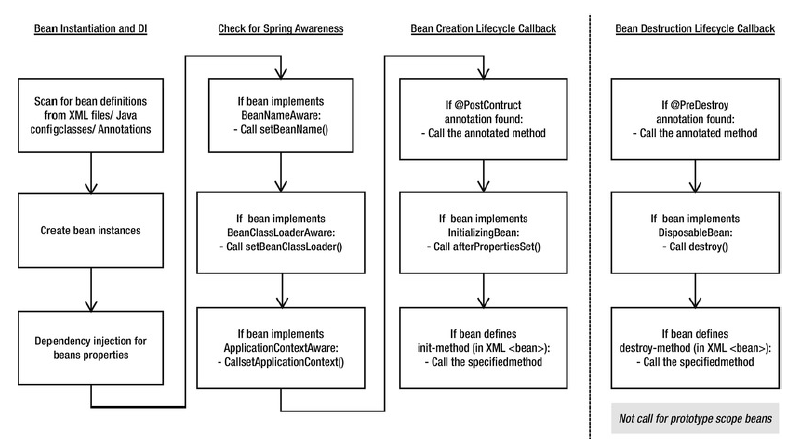 Bean Instantiation and DI
Scan for bean definitions
from XML files/ Java
configclasses/ Annotations
Create bean instances
Dependency injection for
beans properties
Check for Spring Awareness
If bean implements
BeanNameAware:
- Call setBeanName()
If bean implements
BeanClassLoaderAware:
- Call setBeanClassLoader()
If bean implements
ApplicationContextAware:
- CallsetApplicationContext()
Bean Creation Lifecycle Callback
If @PostContruct
annotation found:
- Call the annotated method
If bean implements
InitializingBean:
- Call afterPropertiesSet()
If bean defines
init-method (in XML <bean>):
- Call the specifiedmethod
Bean Destruction Lifecycle Callback
If @PreDestroy
annotation found:
- Call the annotated method
If bean implements
DisposableBean:
- Call destroy()
If bean defines
destroy-method (in XML <bean>):
- Call the specifiedmethod
Not call for prototype scope beans